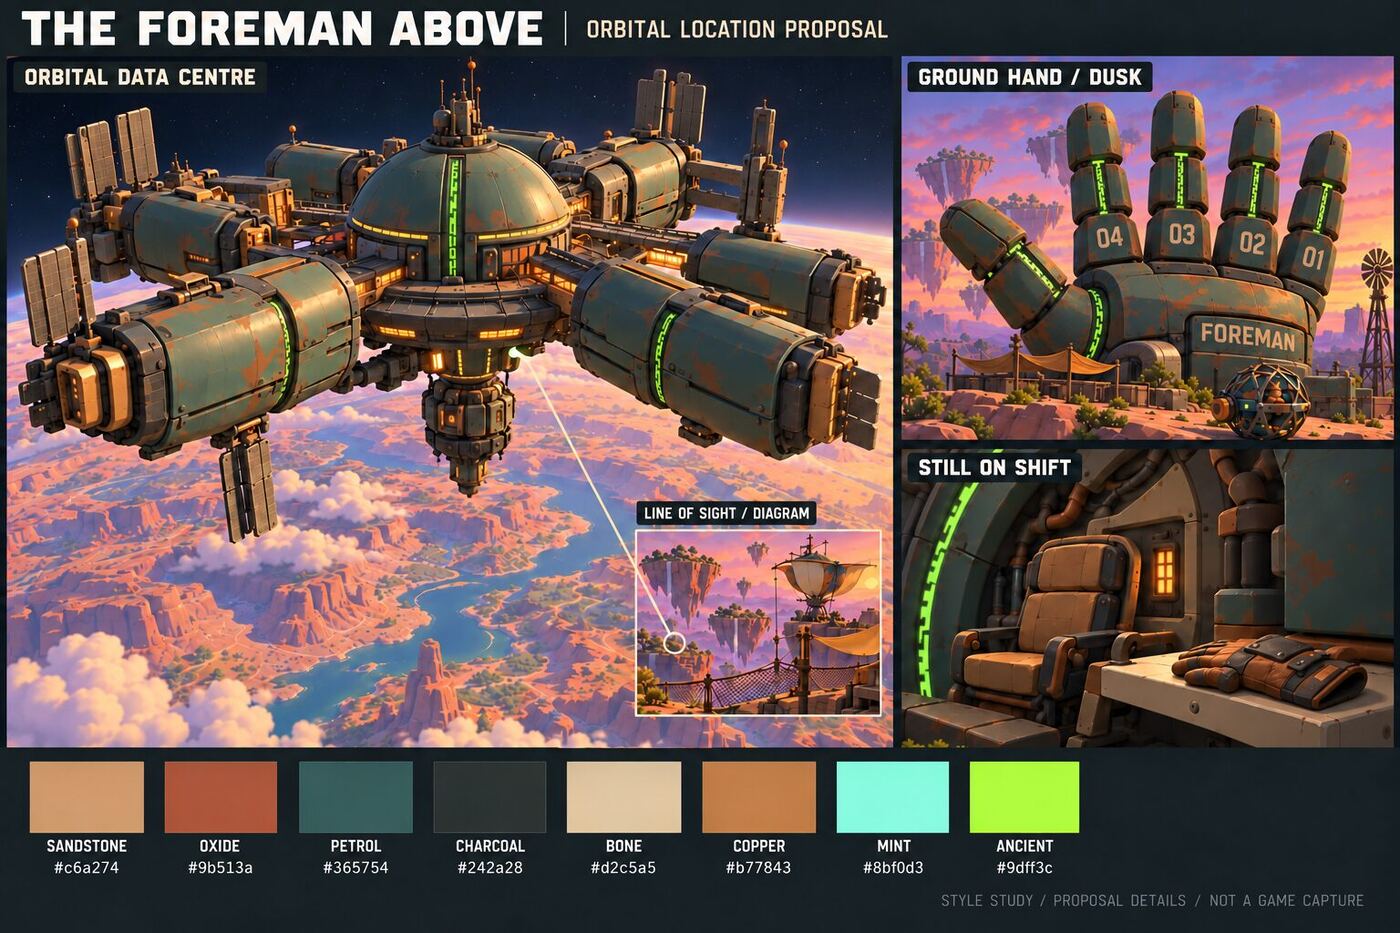 THE FOREMAN ABOVE
ORBITAL LOCATION PROPOSAL
ORBITAL DATA CENTRE
GROUND HAND / DUSK
04
03
02
01
FOREMAN
STILL ON SHIFT
LINE OF SIGHT / DIAGRAM
SANDSTONE
#c6a274
OXIDE
#9b513a
PETROL
#365754
CHARCOAL
#242a28
BONE
#d2c5a5
COPPER
#b77843
MINT
#8bf0d3
ANCIENT
#9dff3c
STYLE STUDY / PROPOSAL DETAILS / NOT A GAME CAPTURE